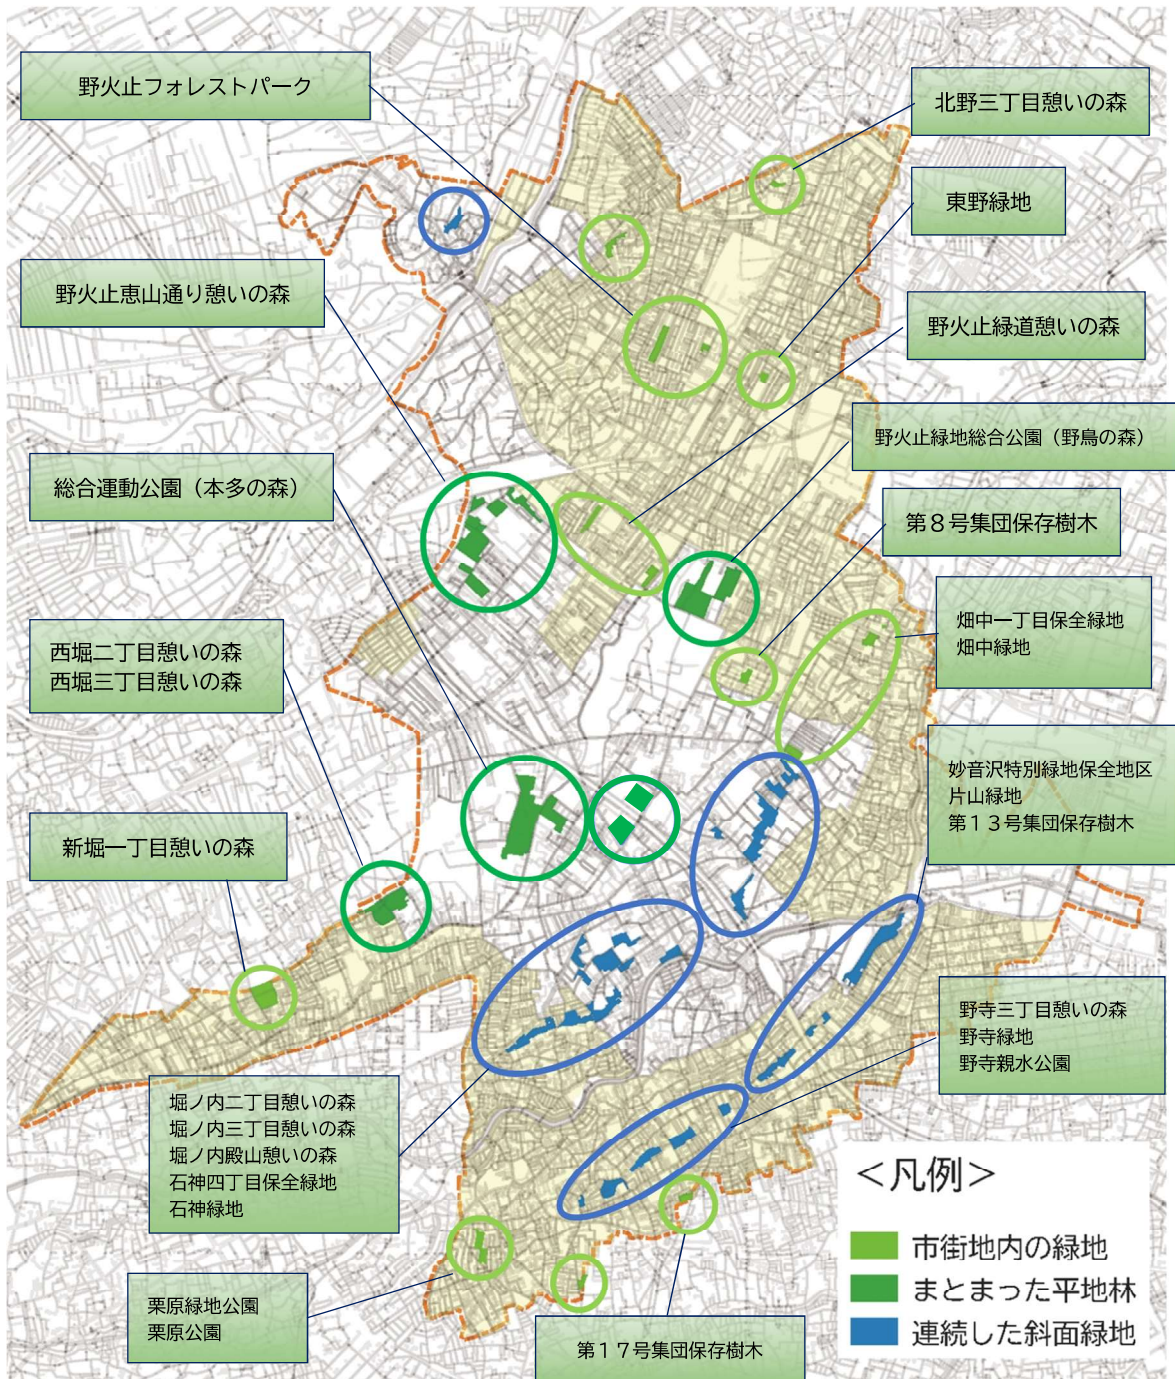 野火止フォレストパーク
北野三丁目憩いの森
東野緑地
野火止恵山通り憩いの森
野火止緑道憩いの森
野火止緑地総合公園（野鳥の森）
総合運動公園（本多の森）
第８号集団保存樹木
畑中一丁目保全緑地
畑中緑地
西堀二丁目憩いの森
西堀三丁目憩いの森
妙音沢特別緑地保全地区
片山緑地
第１３号集団保存樹木
新堀一丁目憩いの森
野寺三丁目憩いの森
野寺緑地
野寺親水公園
堀ノ内二丁目憩いの森
堀ノ内三丁目憩いの森
堀ノ内殿山憩いの森
石神四丁目保全緑地
石神緑地
栗原緑地公園
栗原公園
第１７号集団保存樹木
＜凡例＞
市街地内の緑地
まとまった平地林
連続した斜面緑地